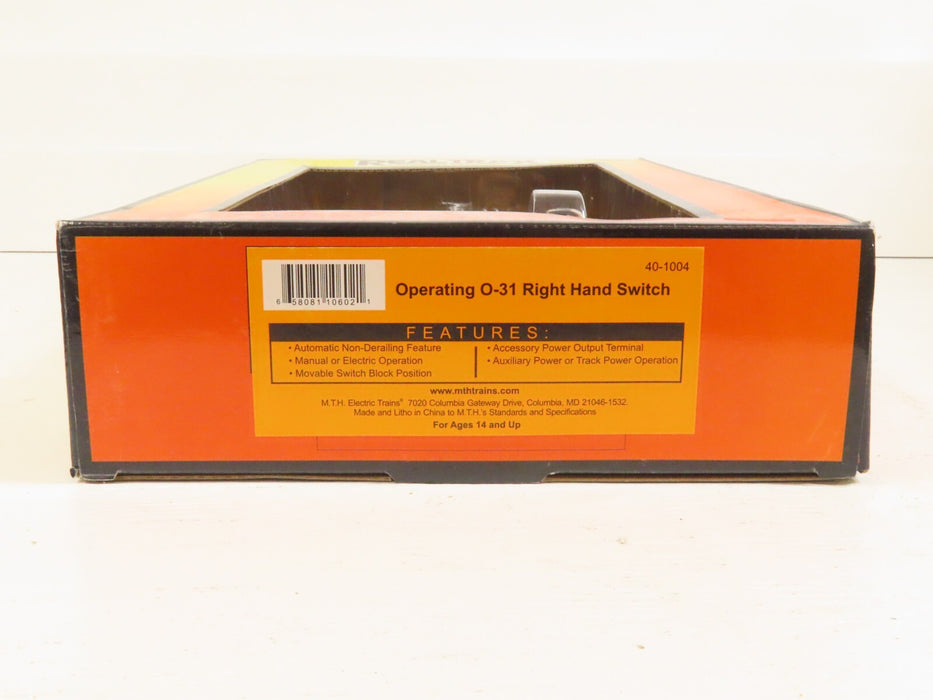 REALTRAX
40-1004
Operating O-31 Right Hand Switch
6 58081 10602 1
FEATURES:
• Automatic Non-Derailing Feature
• Manual or Electric Operation
• Movable Switch Block Position
• Accessory Power Output Terminal
• Auxiliary Power or Track Power Operation
www.mthtrains.com
M.T.H. Electric Trains® 7020 Columbia Gateway Drive, Columbia, MD 21046-1532.
Made and Litho in China to M.T.H.'s Standards and Specifications
For Ages 14 and Up